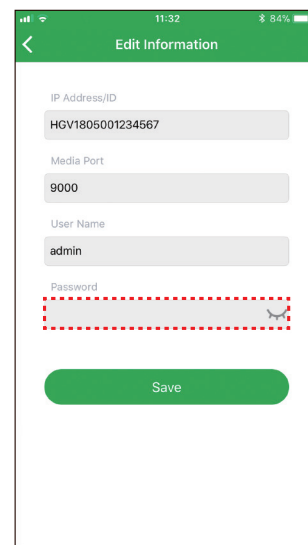 11:32
84%
Edit Information
IP Address/ID
HGV1805001234567
Media Port
9000
User Name
admin
Password
Save